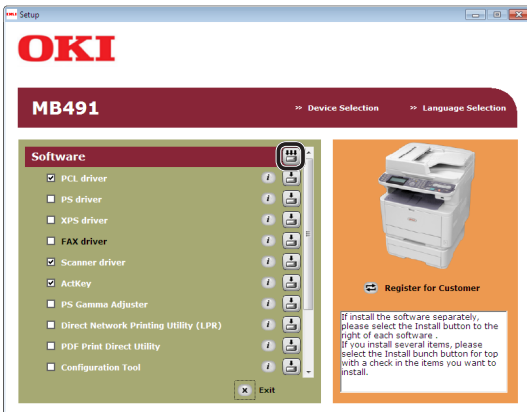 OKI Setup
OKI
MB491
>> Device Selection >> Language Selection
Software
PCL driver i
PS driver i
XPS driver i
FAX driver i
Scanner driver i
ActKey i
PS Gamma Adjuster i
Direct Network Printing Utility (LPR) i
PDF Print Direct Utility i
Configuration Tool i
x Exit
Register for Customer
If install the software separately,
please select the Install button to the
right of each software .
If you install several items, please
select the Install bunch button for top
with a check in the items you want to
install.